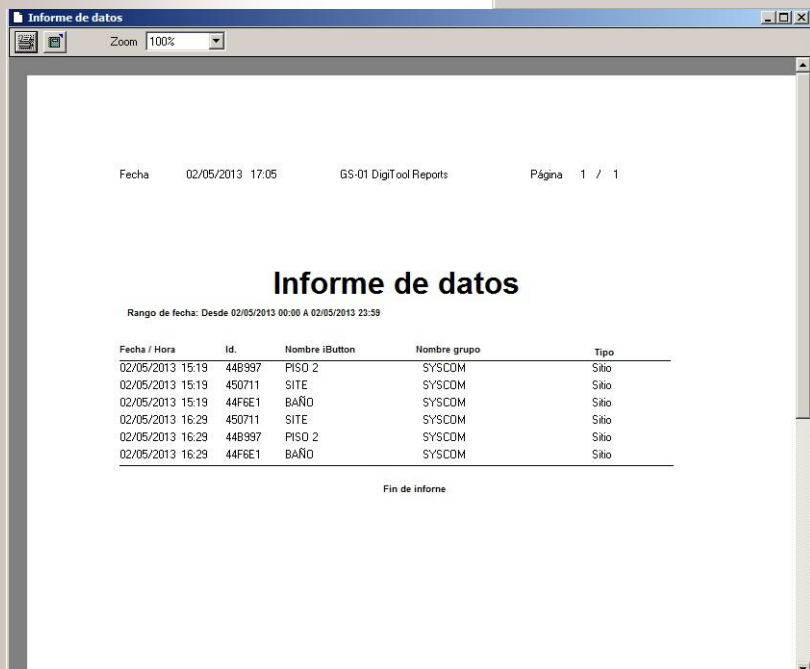 Informe de datos
Zoom 100%
Fecha 02/05/2013 17:05 GS-01 DigiTool Reports Página 1 / 1
Informe de datos
Rango de fecha: Desde 02/05/2013 00:00 A 02/05/2013 23:59
Fecha / Hora Id. Nombre iButton Nombre grupo Tipo
02/05/2013 15:19 44B997 PISO 2 SYSCOM Sitio
02/05/2013 15:19 450711 SITE SYSCOM Sitio
02/05/2013 15:19 44F6E1 BAÑO SYSCOM Sitio
02/05/2013 16:29 450711 SITE SYSCOM Sitio
02/05/2013 16:29 44B997 PISO 2 SYSCOM Sitio
02/05/2013 16:29 44F6E1 BAÑO SYSCOM Sitio
Fin de informe